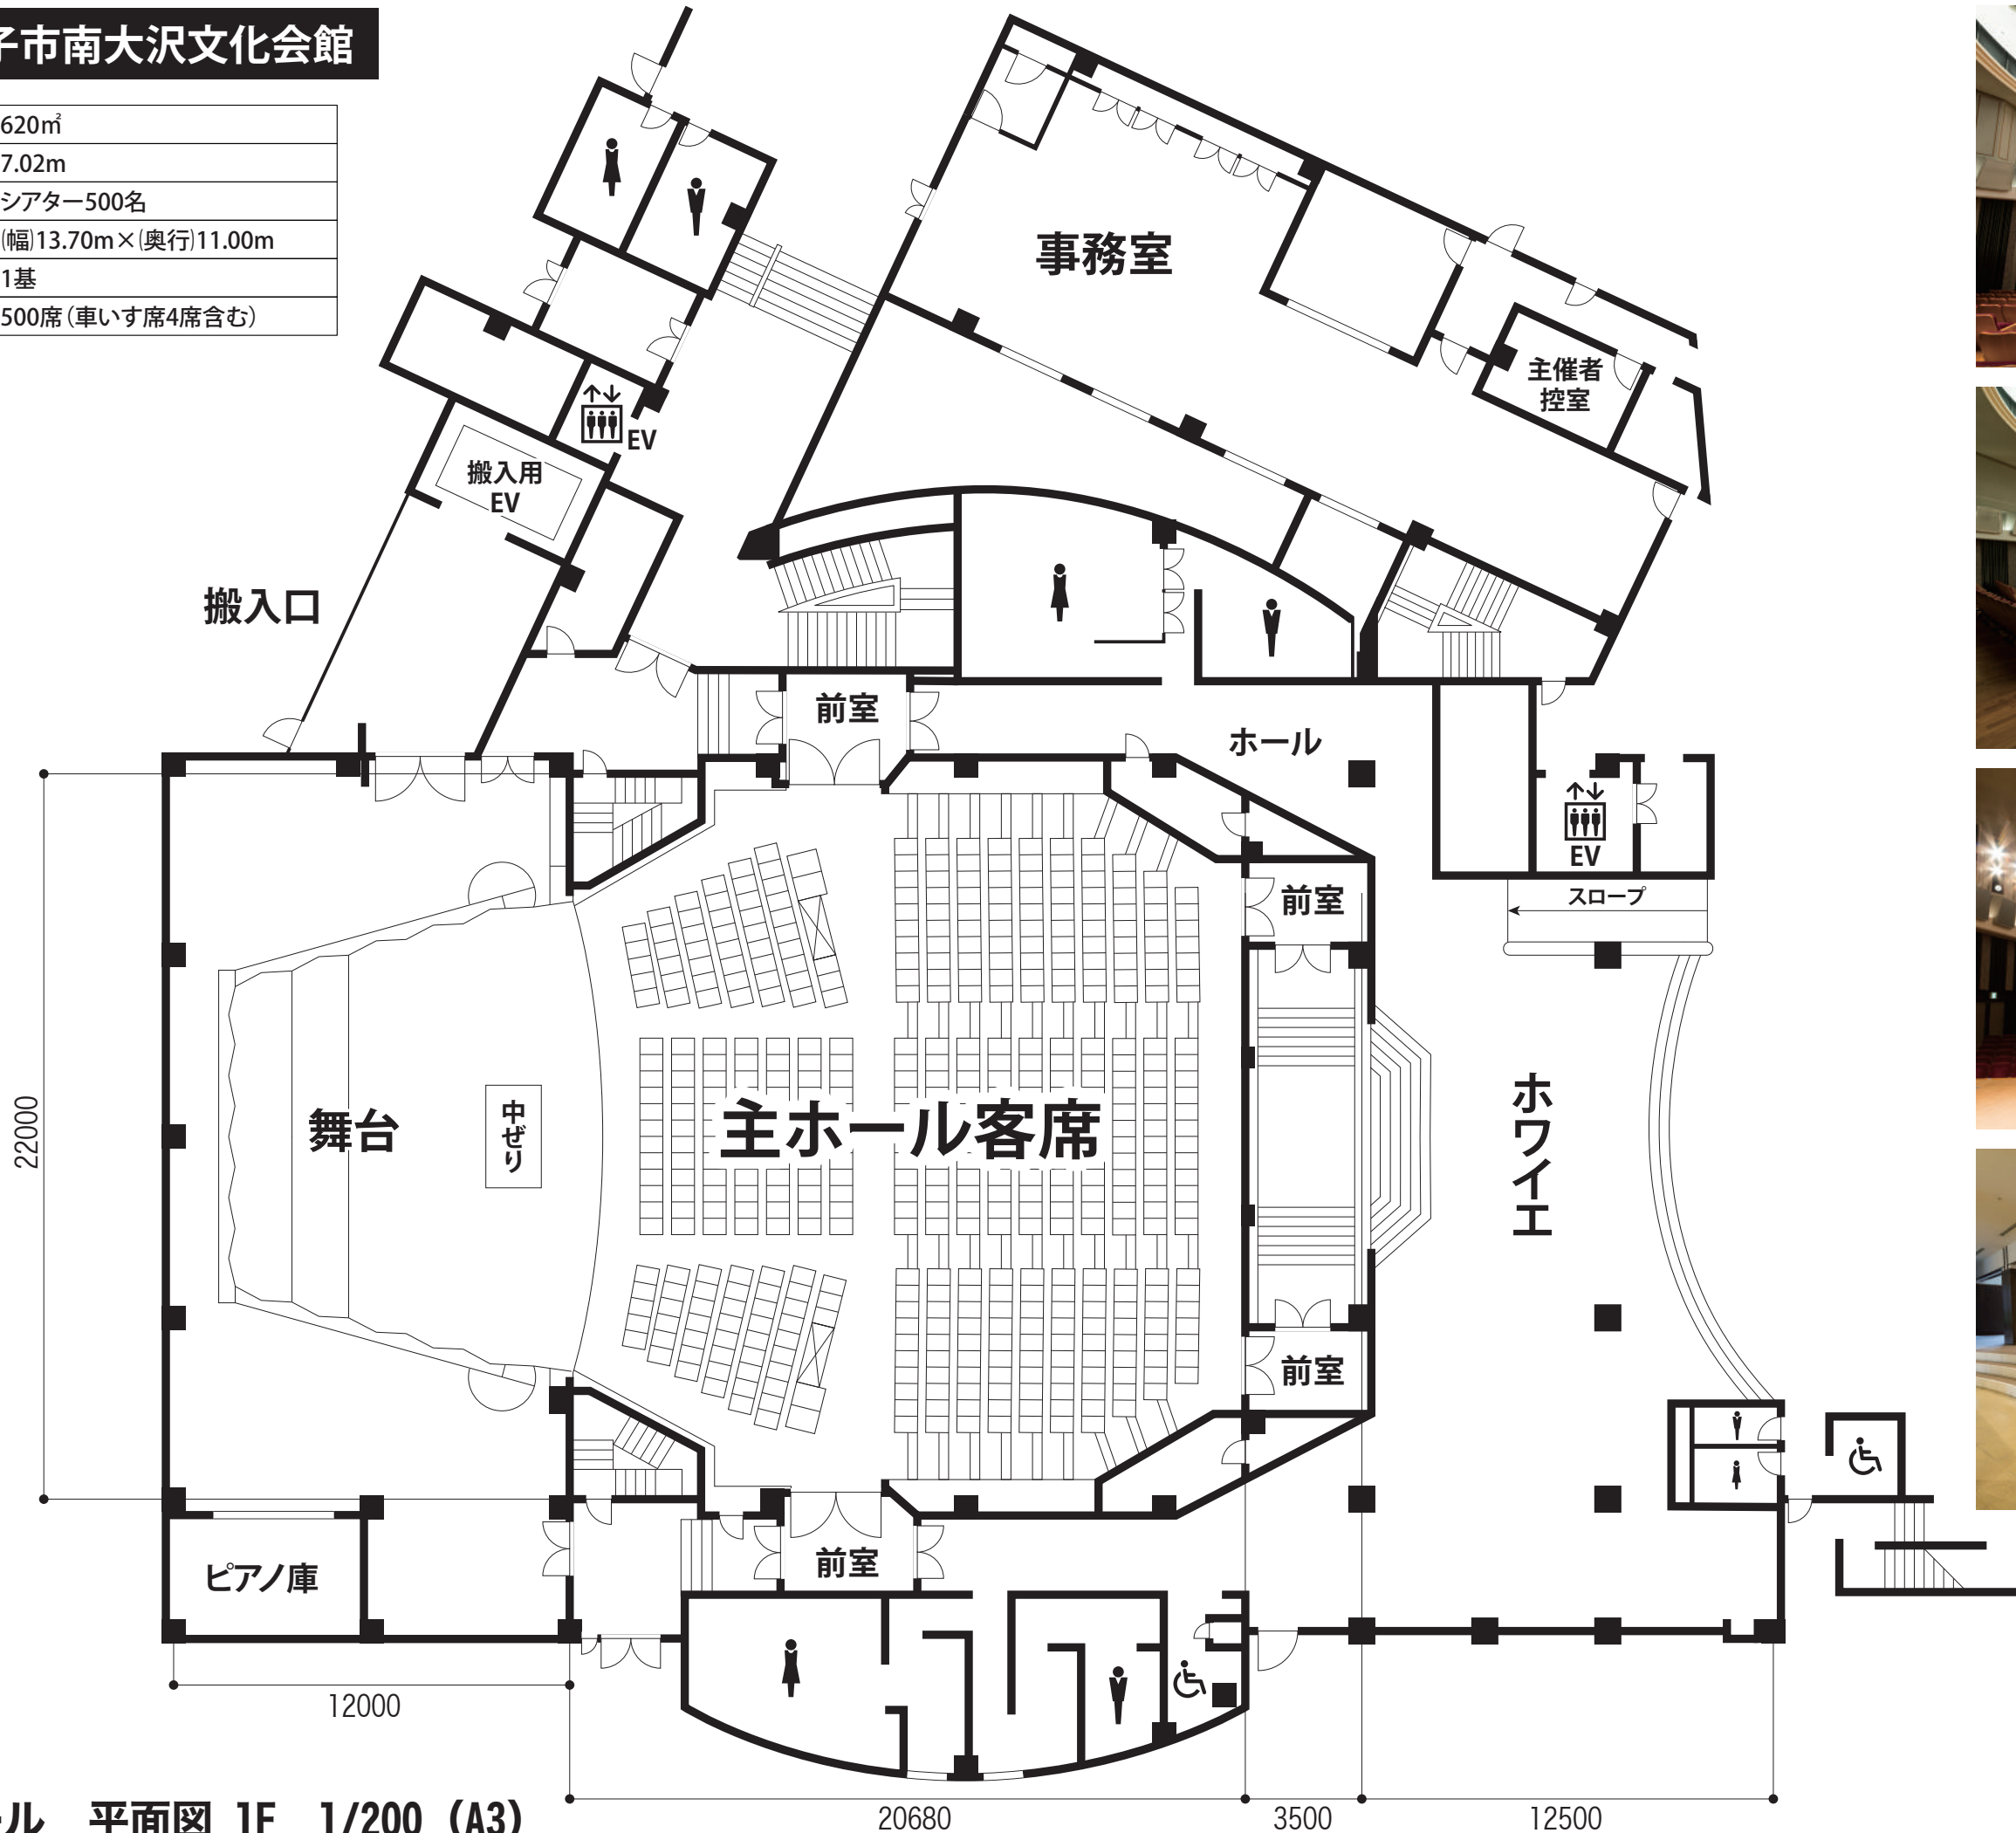 子市南大沢文化会館
620㎡
7.02m
シアター500名
(幅)13.70m×(奥行)11.00m
1基
500席(車いす席4席含む)
事務室
主催者
控室
EV
搬入用
EV
搬入口
前室
ホール
EV
スロープ
前室
22000
舞台
中ぜり
主ホール客席
ホワイエ
前室
前室
ピアノ庫
12000
20680
3500
12500
ル 平面図 1F 1/200 (A3)